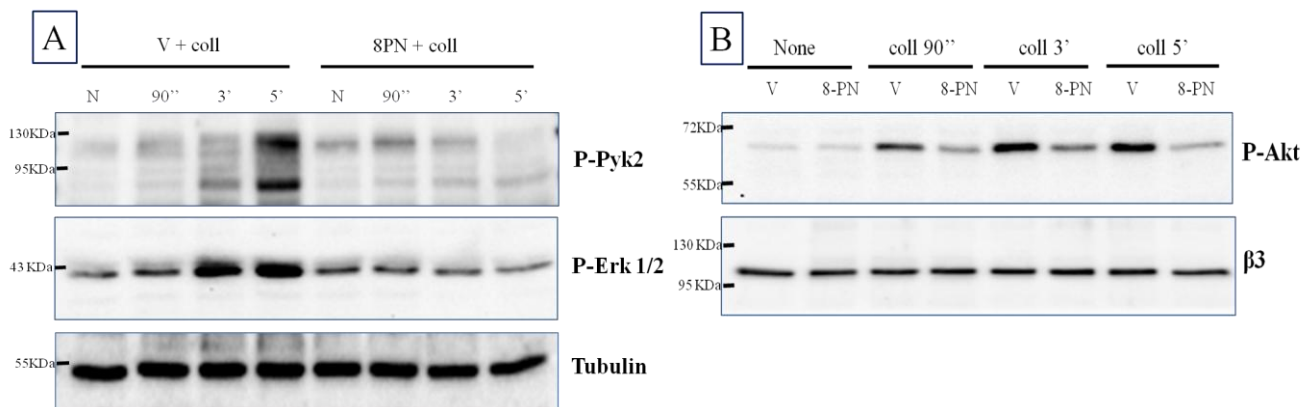 A
V + coll 8PN + coll
N 90’’ 3’ 5’ N 90’’ 3’ 5’
130KDa
95KDa
P-Pyk2
43 KDa
P-Erk 1/2
55KDa
Tubulin
B
None coll 90’’ coll 3’ coll 5’
V 8-PN V 8-PN V 8-PN V 8-PN
72KDa
P-Akt
55KDa
130 KDa
β3
95 KDa